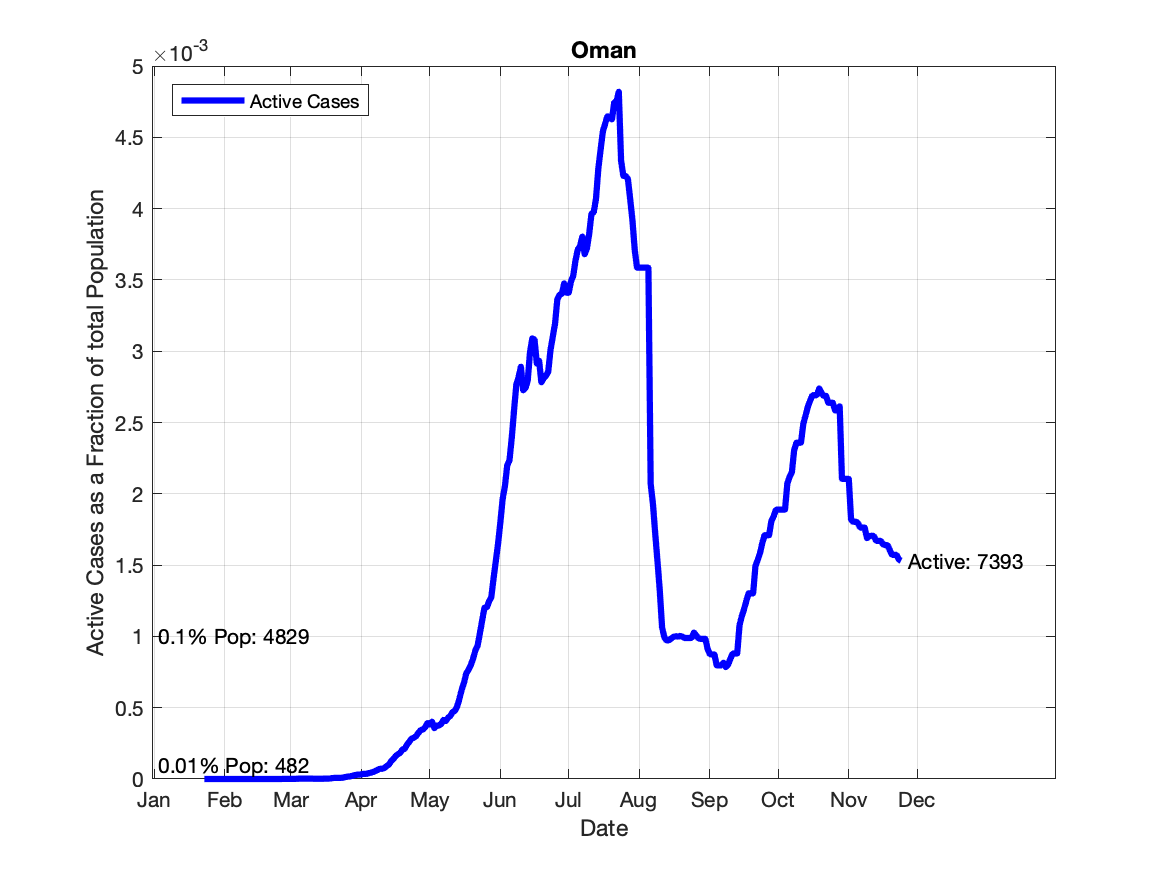 Oman
×10-3
5
4.5
4
3.5
3
2.5
2
1.5
1
0.5
0
Active Cases as a Fraction of total Population
Active Cases
Active: 7393
0.1% Pop: 4829
0.01% Pop: 482
Jan Feb Mar Apr May Jun Jul Aug Sep Oct Nov Dec
Date